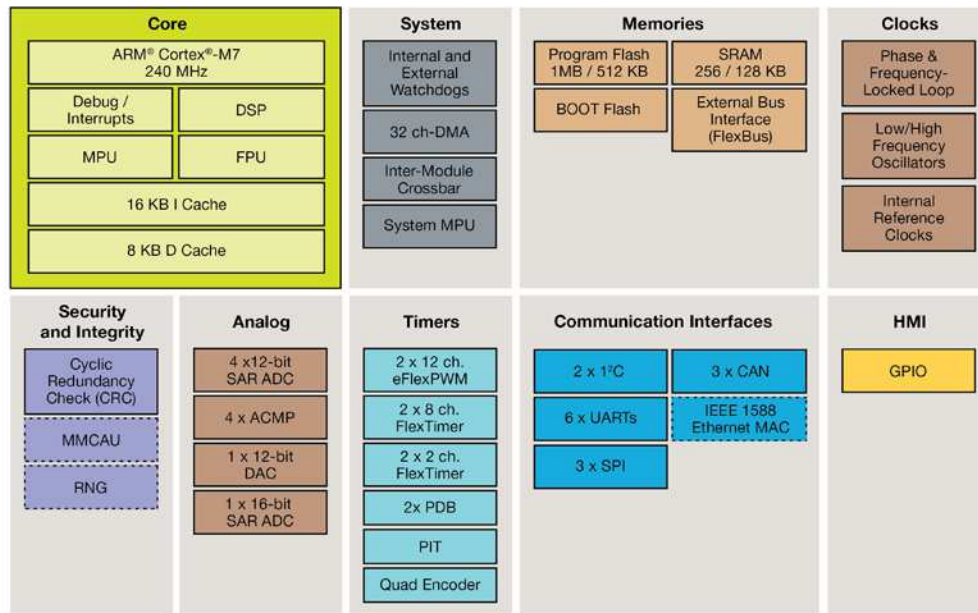 Core
ARM® Cortex®-M7
240 MHz
Debug /
Interrupts
DSP
MPU
FPU
16 KB I Cache
8 KB D Cache
System
Internal and
External
Watchdogs
32 ch-DMA
Inter-Module
Crossbar
System MPU
Memories
Program Flash
1MB / 512 KB
SRAM
256 / 128 KB
BOOT Flash
External Bus
Interface
(FlexBus)
Clocks
Phase &
Frequency-
Locked Loop
Low/High
Frequency
Oscillators
Internal
Reference
Clocks
Security
and Integrity
Cyclic
Redundancy
Check (CRC)
MMCAU
RNG
Analog
4 x12-bit
SAR ADC
4 x ACMP
1 x 12-bit
DAC
1 x 16-bit
SAR ADC
Timers
2 x 12 ch.
eFlexPWM
2 x 8 ch.
FlexTimer
2 x 2 ch.
FlexTimer
2x PDB
PIT
Quad Encoder
Communication Interfaces
2 x 1²C
3 x CAN
6 x UARTs
IEEE 1588
Ethernet MAC
3 x SPI
HMI
GPIO